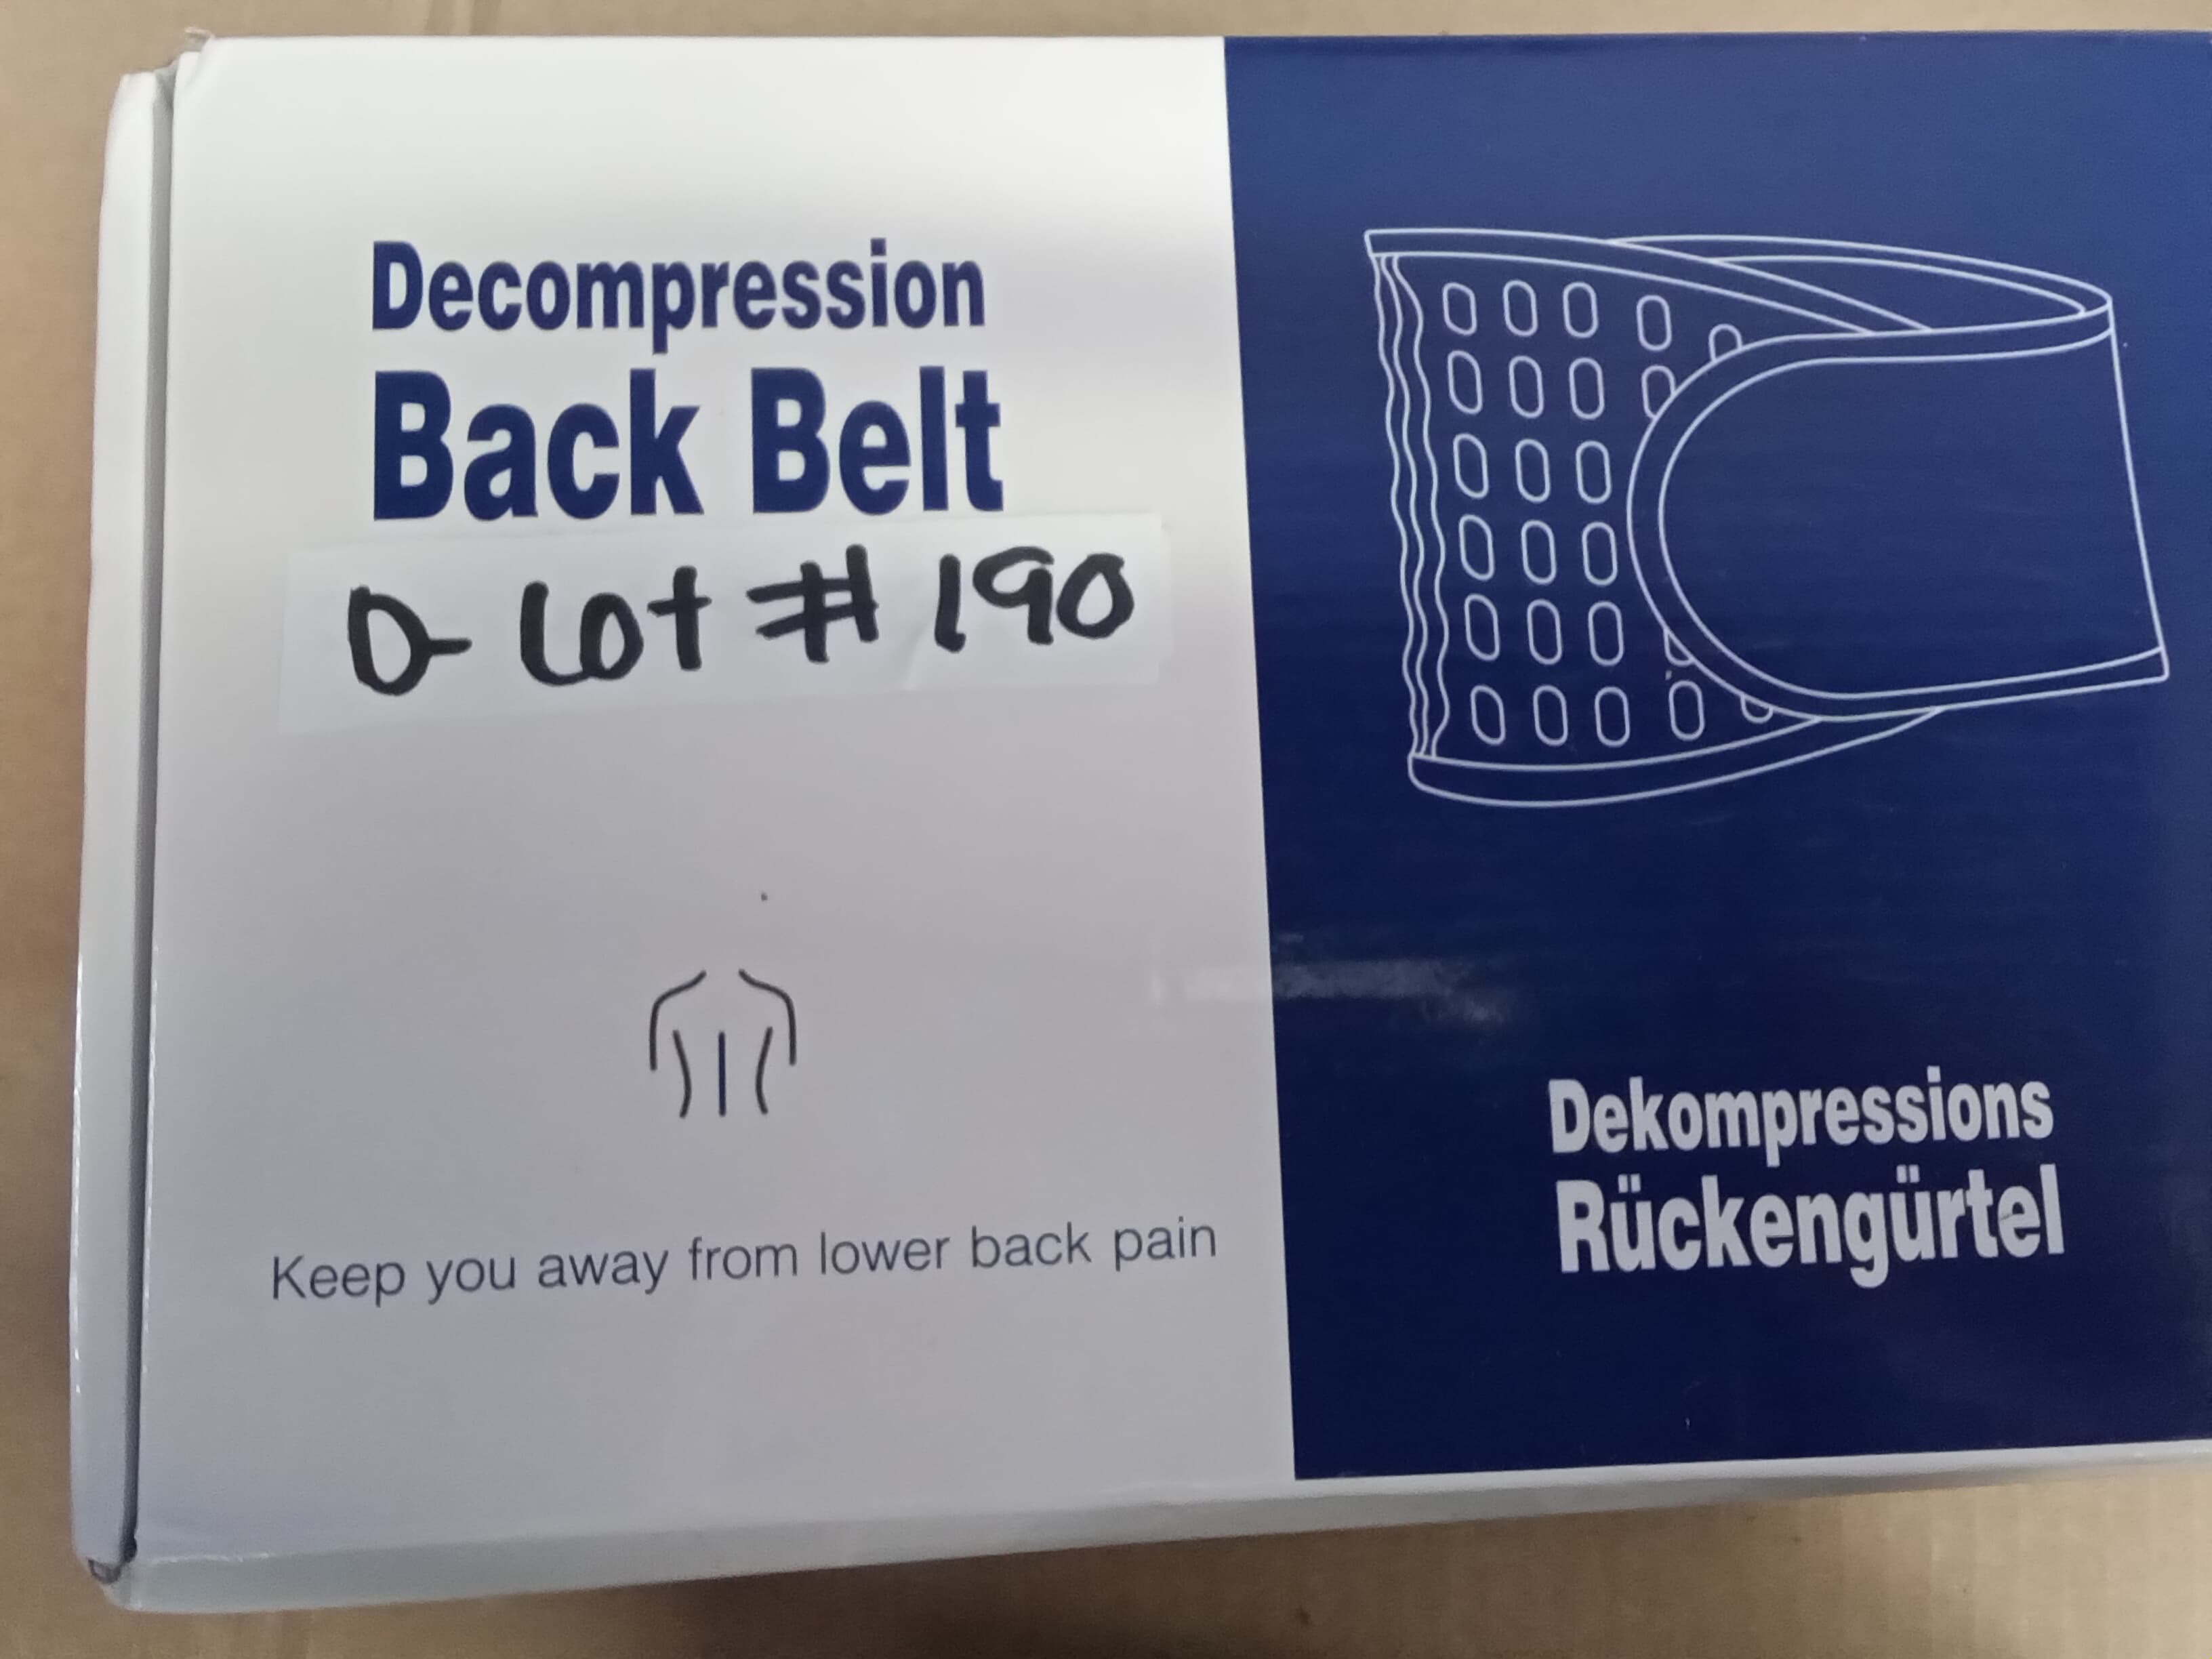 Decompression
Back Belt
D- Lot # 190
Keep you away from lower back pain
Dekompressions
Rückengürtel